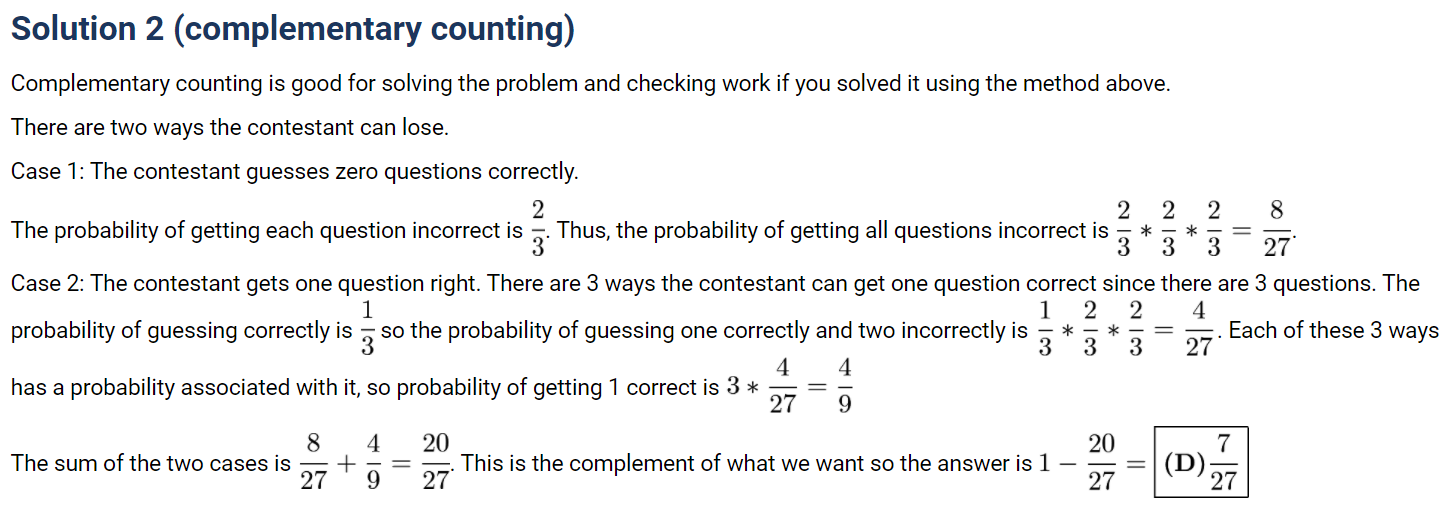 Solution 2 (complementary counting)
Complementary counting is good for solving the problem and checking work if you solved it using the method above.
There are two ways the contestant can lose.
Case 1: The contestant guesses zero questions correctly.
The probability of getting each question incorrect is $\frac{2}{3}$. Thus, the probability of getting all questions incorrect is $\frac{2}{3} * \frac{2}{3} * \frac{2}{3} = \frac{8}{27}$.
Case 2: The contestant gets one question right. There are 3 ways the contestant can get one question correct since there are 3 questions. The
probability of guessing correctly is $\frac{1}{3}$ so the probability of guessing one correctly and two incorrectly is $\frac{1}{3} * \frac{2}{3} * \frac{2}{3} = \frac{4}{27}$. Each of these 3 ways
has a probability associated with it, so probability of getting 1 correct is $3 * \frac{4}{27} = \frac{4}{9}$
The sum of the two cases is $\frac{8}{27} + \frac{4}{9} = \frac{20}{27}$. This is the complement of what we want so the answer is $1 - \frac{20}{27} = \boxed{\textbf{(D)} \frac{7}{27}}$